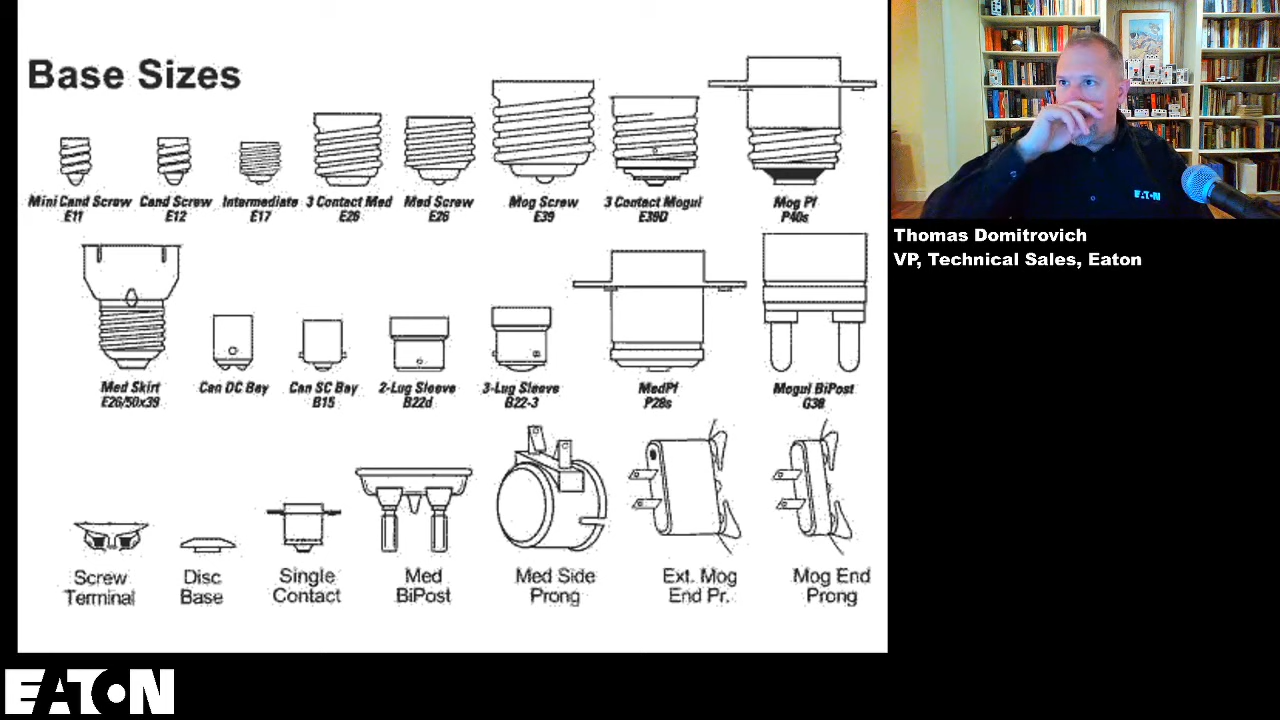 Base Sizes
Mini Cand Screw
E11
Cand Screw
E12
Intermediate
E17
3 Contact Med
E26
Med Screw
E26
Mog Screw
E39
3 Contact Mogul
E39D
Mog Pf
P40s
Med Skirt
E26/50x39
Can DC Bay
Can SC Bay
B15
2-Lug Sleeve
B22d
3-Lug Sleeve
B22-3
MedPf
P28s
Mogul BiPost
G38
Screw
Terminal
Disc
Base
Single
Contact
Med
BiPost
Med Side
Prong
Ext. Mog
End Pr.
Mog End
Prong
EATON
Thomas Domitrovich
VP, Technical Sales, Eaton
EATON